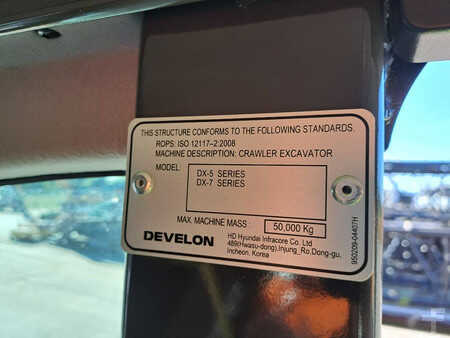 THIS STRUCTURE CONFORMS TO THE FOLLOWING STANDARDS.
ROPS: ISO 12117-2:2008
MACHINE DESCRIPTION: CRAWLER EXCAVATOR
MODEL:
DX-5 SERIES
DX-7 SERIES
MAX. MACHINE MASS 50,000 Kg
DEVELON
HD Hyundai Infracore Co. Ltd
489(Hwasu-dong),Injung_Ro,Dong-gu,
Incheon, Korea
950209-04407H